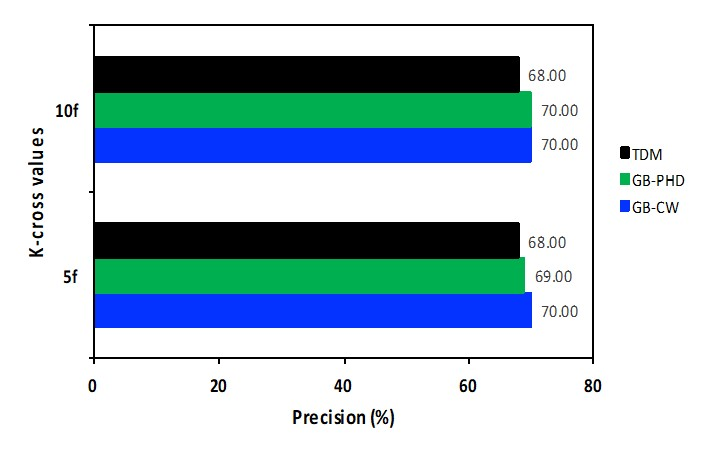 68.00
10f
70.00
70.00
K-cross values
TDM
GB-PHD
GB-CW
68.00
5f
69.00
70.00
0 20 40 60 80
Precision (%)